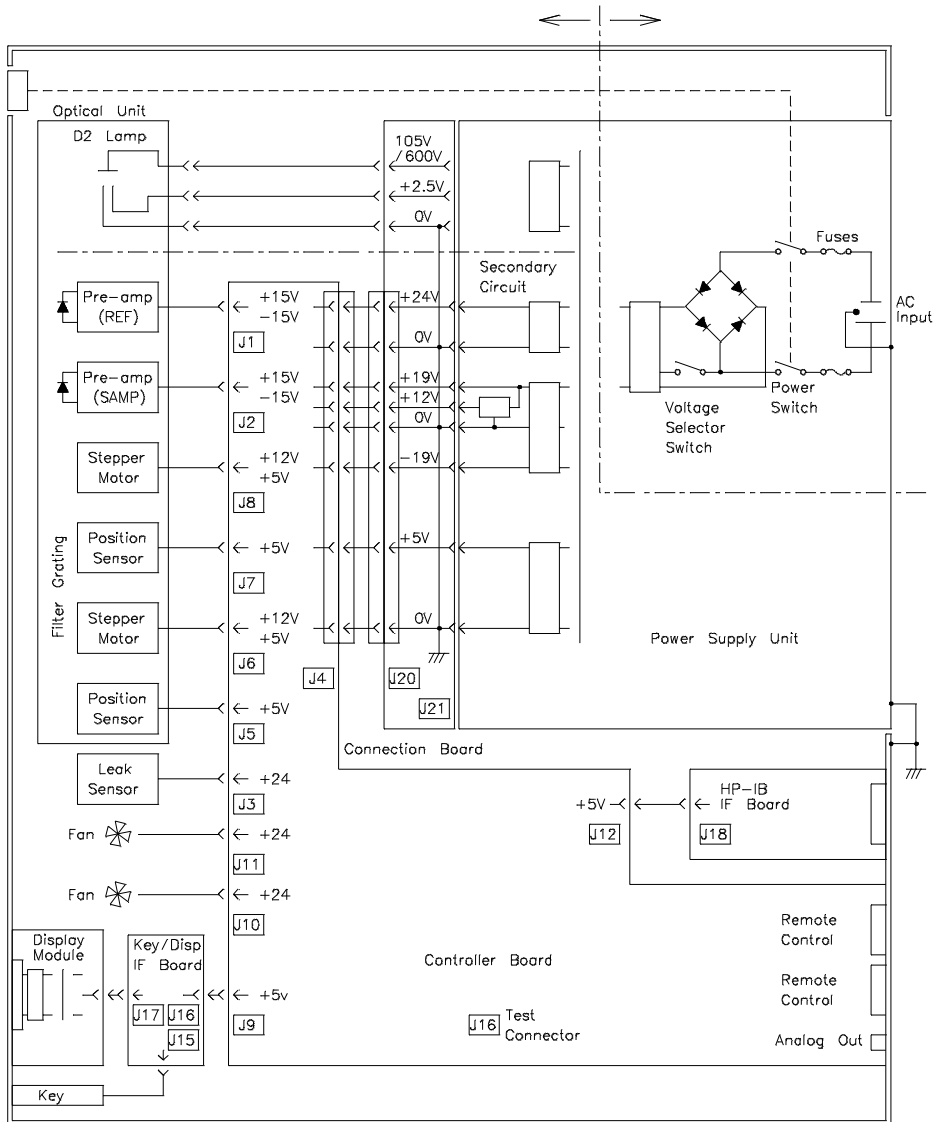 Optical Unit
D2 Lamp
105V
/600V
+2.5V
0V
Fuses
Secondary
Circuit
Pre-amp
(REF)
+15V
-15V
J1
+24V
0V
AC
Input
Pre-amp
(SAMP)
+15V
-15V
J2
+19V
+12V
0V
Voltage
Selector
Switch
Power
Switch
Stepper
Motor
+12V
+5V
J8
-19V
Filter Grating
Position
Sensor
+5V
J7
+5V
Stepper
Motor
+12V
+5V
J6
0V
Power Supply Unit
J4
J20
J21
Position
Sensor
+5V
J5
Connection Board
Leak
Sensor
+24
J3
+5V
J12
HP-IB
IF Board
J18
Fan
+24
J11
Fan
+24
J10
Remote
Control
Display
Module
Key/Disp
IF Board
Controller Board
Remote
Control
J17
J16
J15
+5v
J9
J16
Test
Connector
Analog Out
Key